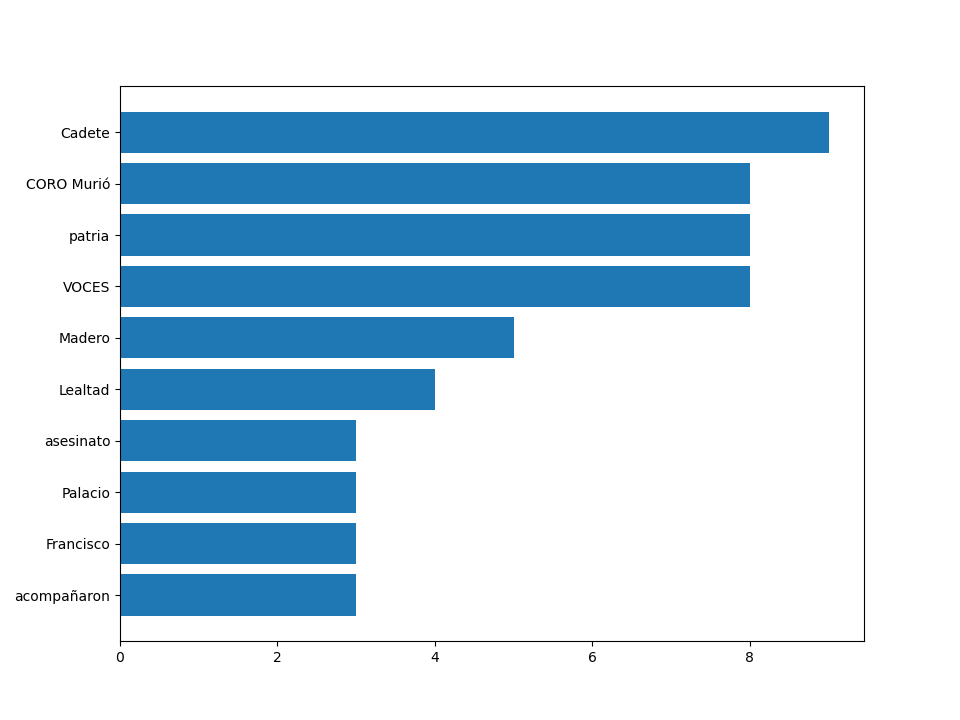 Cadete
CORO Murió
patria
VOCES
Madero
Lealtad
asesinato
Palacio
Francisco
acompañaron
0 2 4 6 8